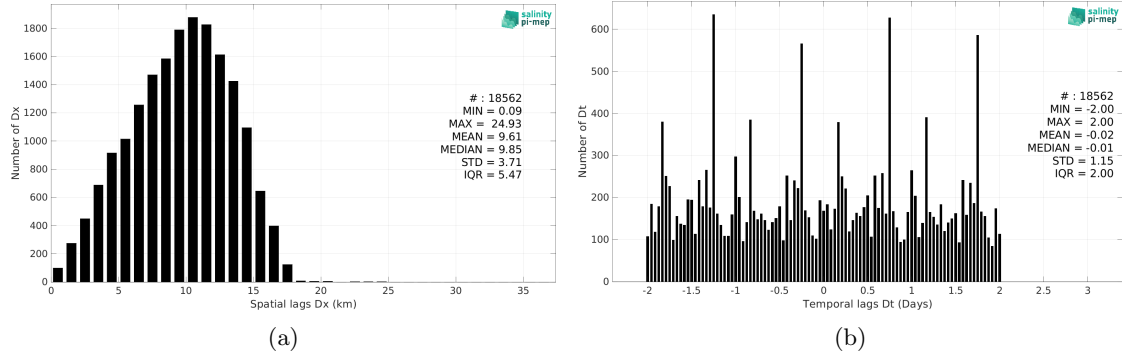 salinity
pi-mep
Number of Dx
1800
1600
1400
1200
1000
800
600
400
200
0
# : 18562
MIN = 0.09
MAX = 24.93
MEAN = 9.61
MEDIAN = 9.85
STD = 3.71
IQR = 5.47
0 5 10 15 20 25 30 35
Spatial lags Dx (km)
(a)
salinity
pi-mep
Number of Dt
600
500
400
300
200
100
0
# : 18562
MIN = -2.00
MAX = 2.00
MEAN = -0.02
MEDIAN = -0.01
STD = 1.15
IQR = 2.00
-2 -1.5 -1 -0.5 0 0.5 1 1.5 2 2.5 3
Temporal lags Dt (Days)
(b)